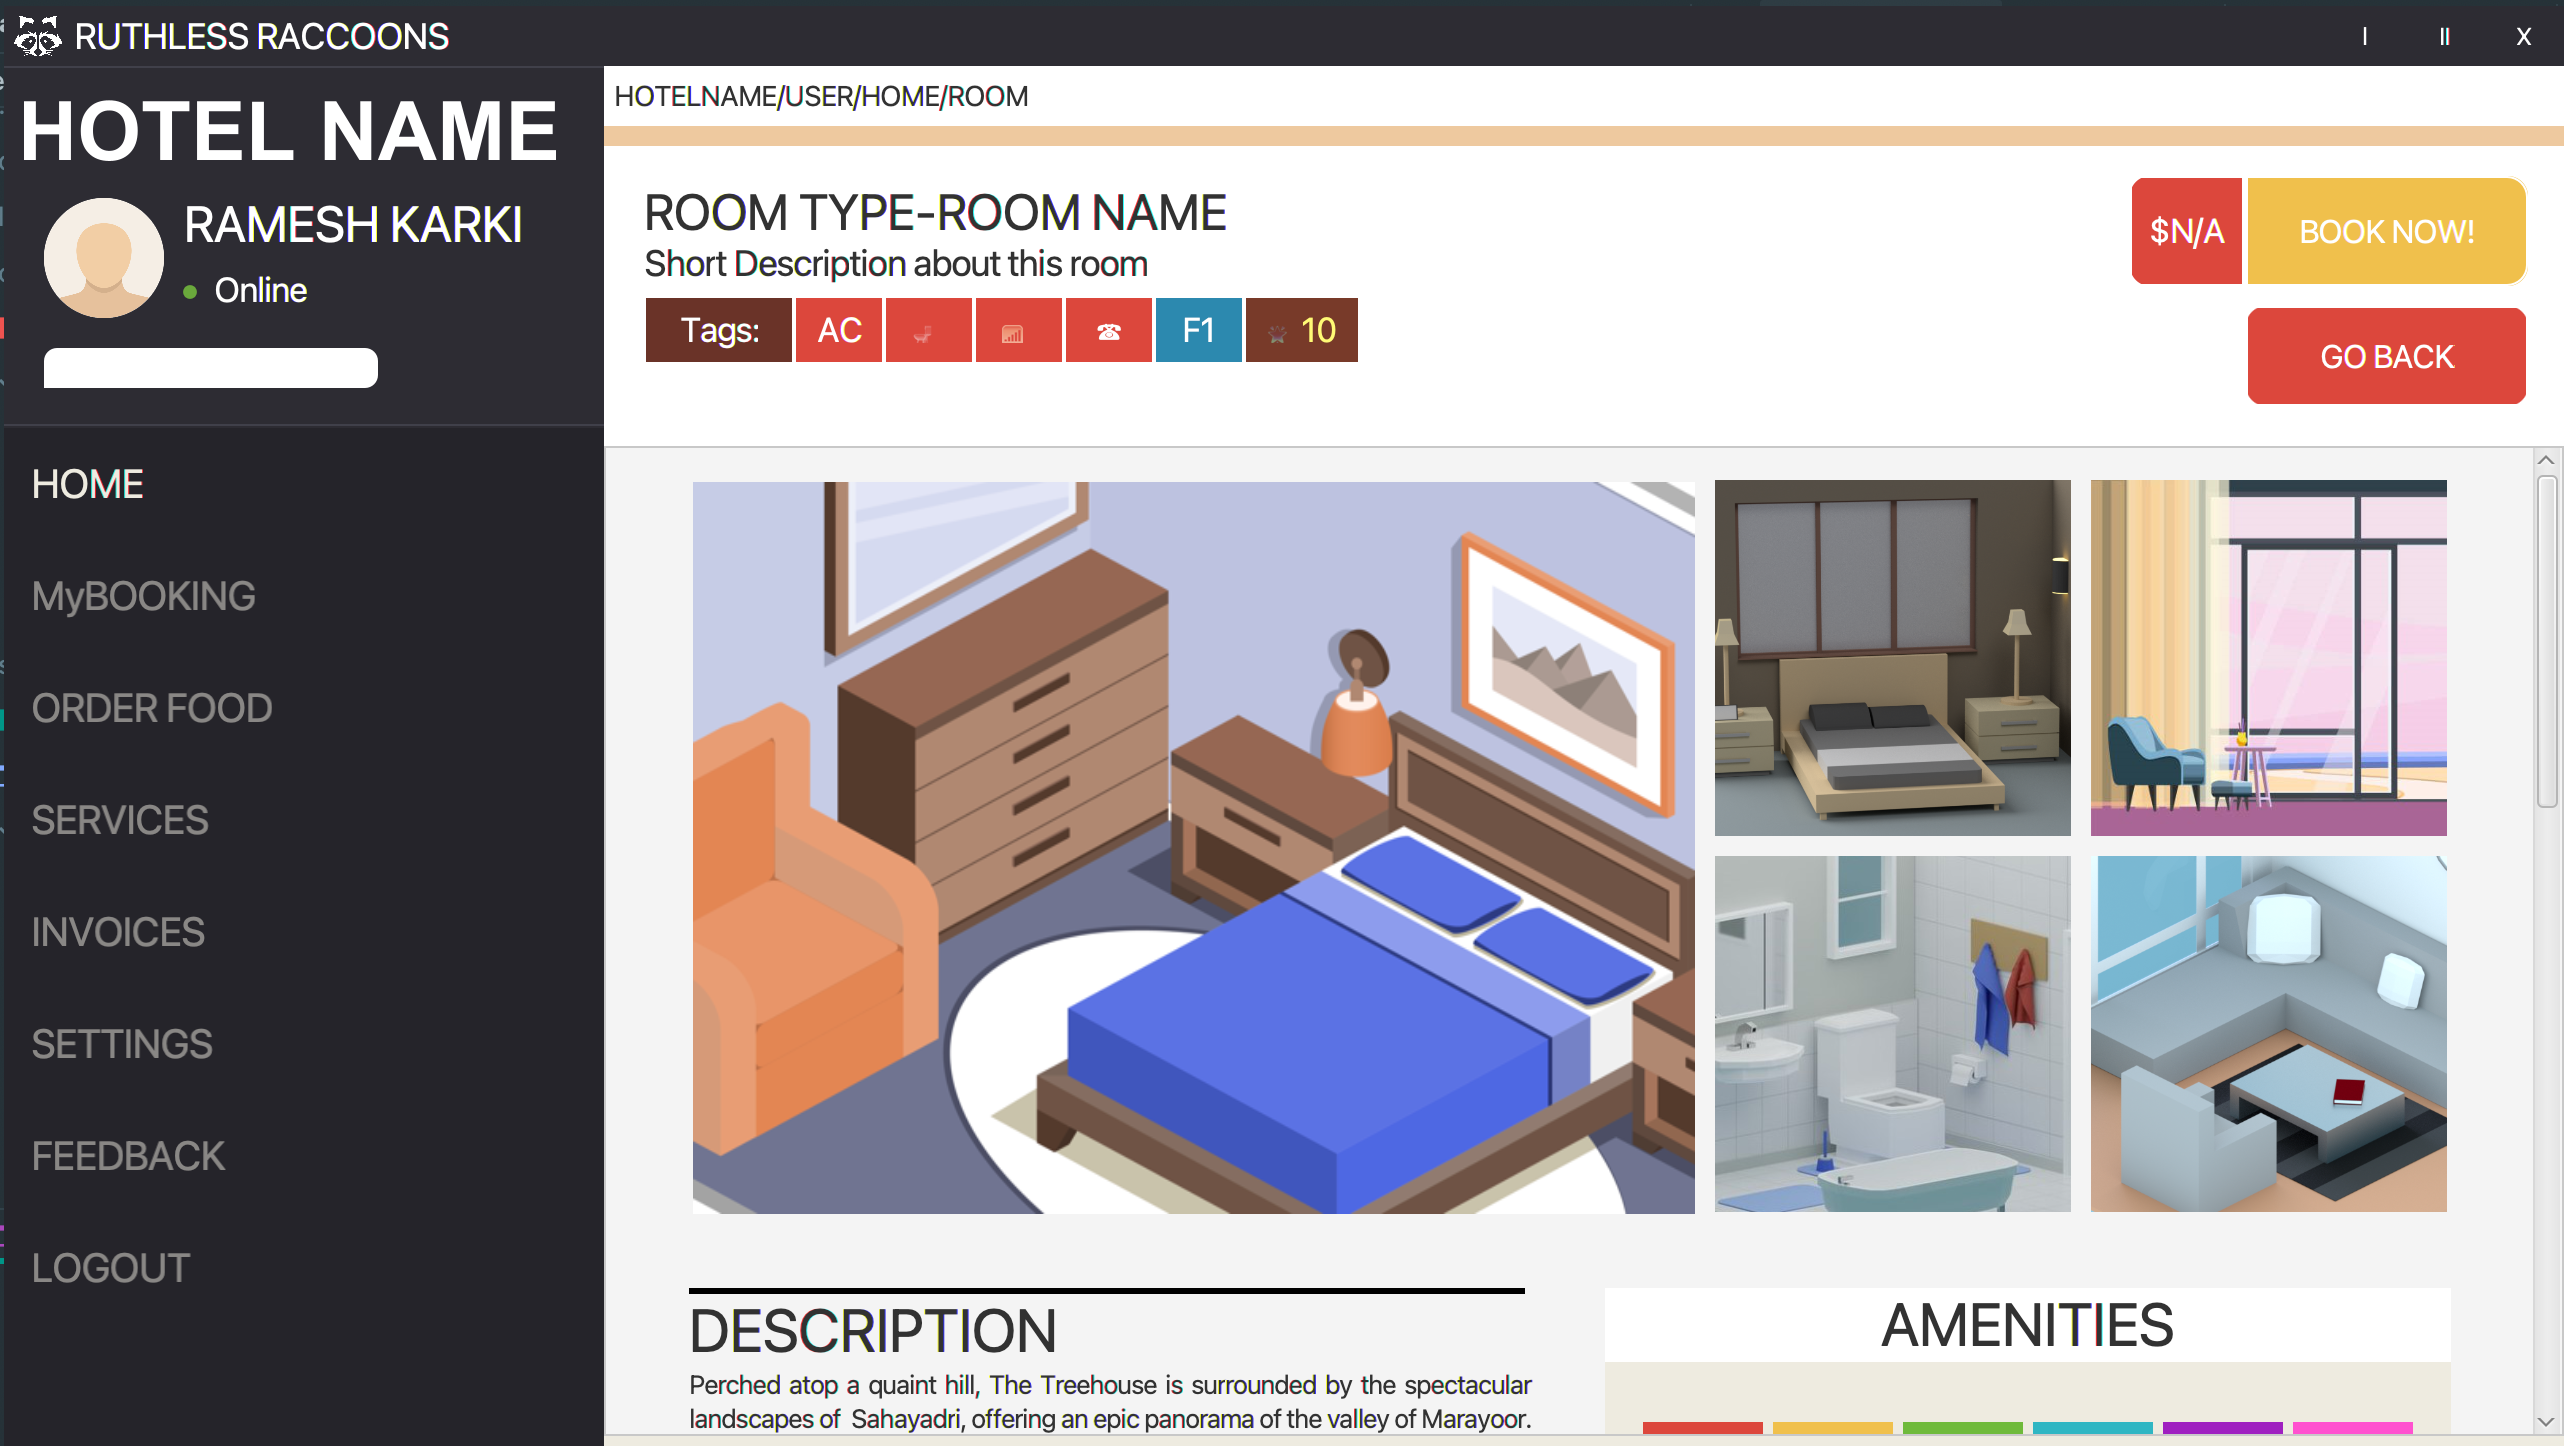 RUTHLESS RACCOONS
I II X
HOTEL NAME
RAMESH KARKI
Online
HOME
MyBOOKING
ORDER FOOD
SERVICES
INVOICES
SETTINGS
FEEDBACK
LOGOUT
HOTELNAME/USER/HOME/ROOM
ROOM TYPE-ROOM NAME
Short Description about this room
Tags: AC F1 10
$N/A BOOK NOW!
GO BACK
DESCRIPTION
Perched atop a quaint hill, The Treehouse is surrounded by the spectacular
landscapes of Sahayadri, offering an epic panorama of the valley of Marayoor.
AMENITIES